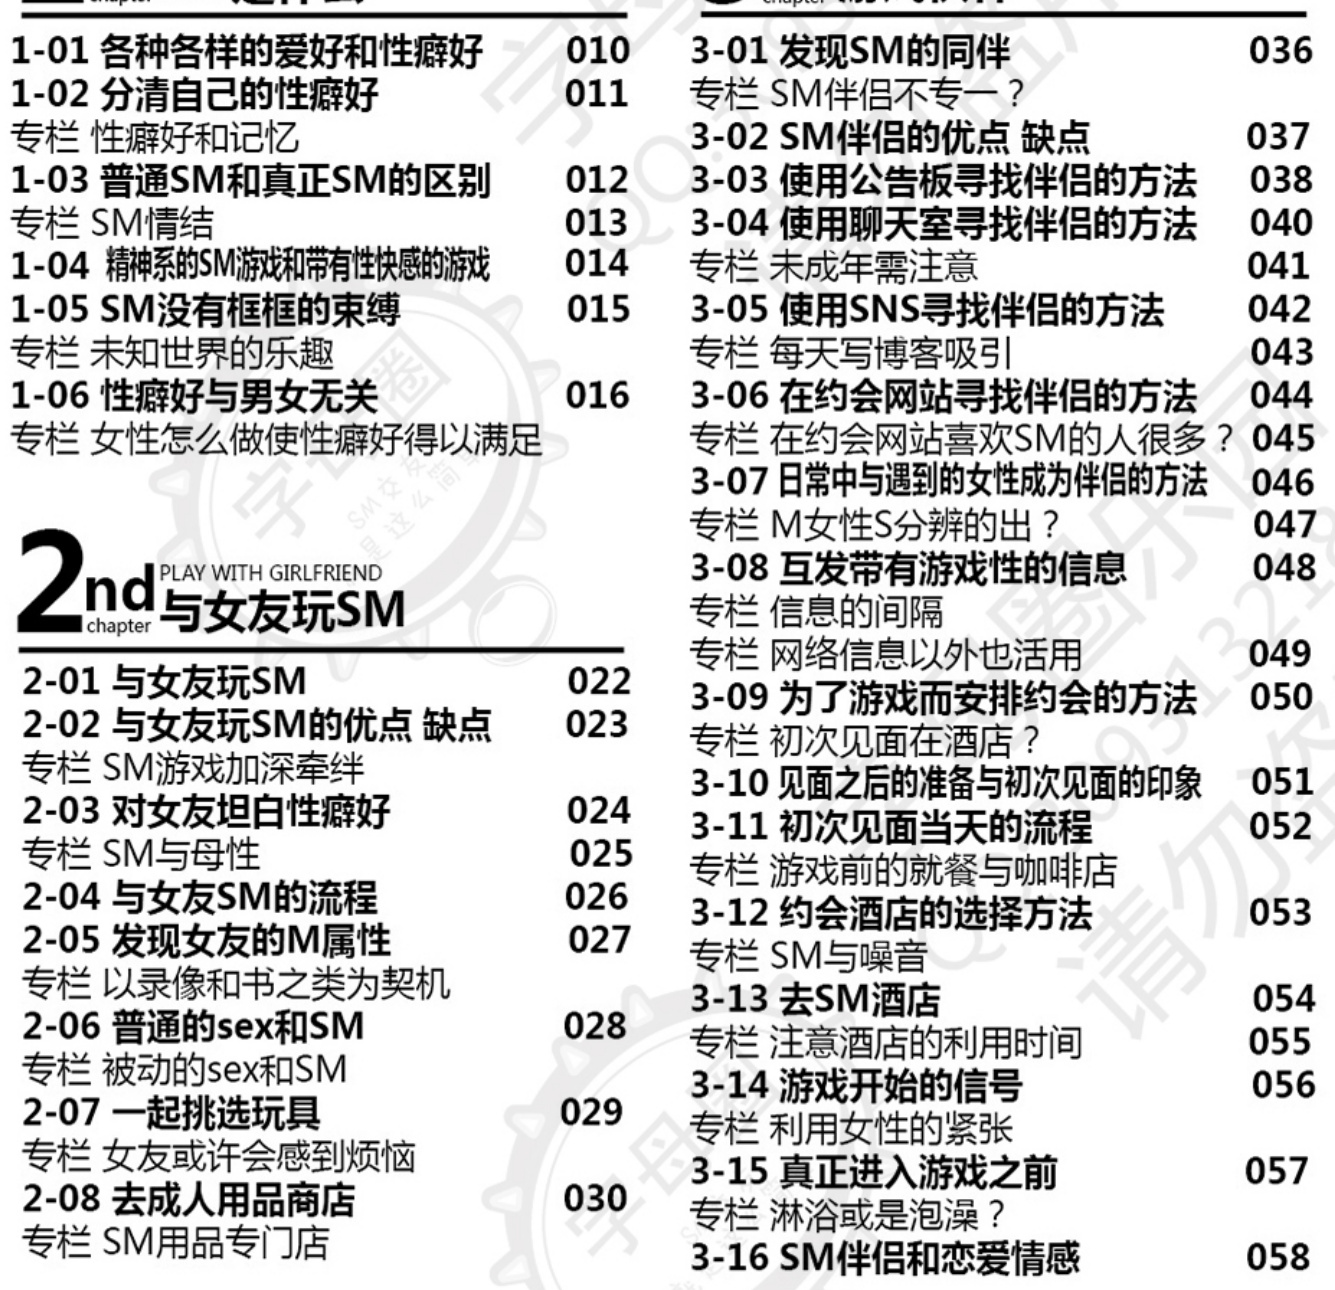 1-01 各种各样的爱好和性癖好 010
1-02 分清自己的性癖好 011
专栏 性癖好和记忆
1-03 普通SM和真正SM的区别 012
专栏 SM情结 013
1-04 精神系的SM游戏和带有性快感的游戏 014
1-05 SM没有框框的束缚 015
专栏 未知世界的乐趣
1-06 性癖好与男女无关 016
专栏 女性怎么做使性癖好得以满足
2nd chapter
PLAY WITH GIRLFRIEND
与女友玩SM
2-01 与女友玩SM 022
2-02 与女友玩SM的优点 缺点 023
专栏 SM游戏加深牵绊
2-03 对女友坦白性癖好 024
专栏 SM与母性 025
2-04 与女友SM的流程 026
2-05 发现女友的M属性 027
专栏 以录像和书之类为契机
2-06 普通的sex和SM 028
专栏 被动的sex和SM
2-07 一起挑选玩具 029
专栏 女友或许会感到烦恼
2-08 去成人用品商店 030
专栏 SM用品专门店
3-01 发现SM的同伴 036
专栏 SM伴侣不专一？
3-02 SM伴侣的优点 缺点 037
3-03 使用公告板寻找伴侣的方法 038
3-04 使用聊天室寻找伴侣的方法 040
专栏 未成年需注意 041
3-05 使用SNS寻找伴侣的方法 042
专栏 每天写博客吸引 043
3-06 在约会网站寻找伴侣的方法 044
专栏 在约会网站喜欢SM的人很多？ 045
3-07 日常中与遇到的女性成为伴侣的方法 046
专栏 M女性S分辨的出？ 047
3-08 互发带有游戏性的信息 048
专栏 信息的间隔
专栏 网络信息以外也活用 049
3-09 为了游戏而安排约会的方法 050
专栏 初次见面在酒店？
3-10 见面之后的准备与初次见面的印象 051
3-11 初次见面当天的流程 052
专栏 游戏前的就餐与咖啡店
3-12 约会酒店的选择方法 053
专栏 SM与噪音
3-13 去SM酒店 054
专栏 注意酒店的利用时间 055
3-14 游戏开始的信号 056
专栏 利用女性的紧张
3-15 真正进入游戏之前 057
专栏 淋浴或是泡澡？
3-16 SM伴侣和恋爱情感 058
字母圈
SM交友
是这么简单